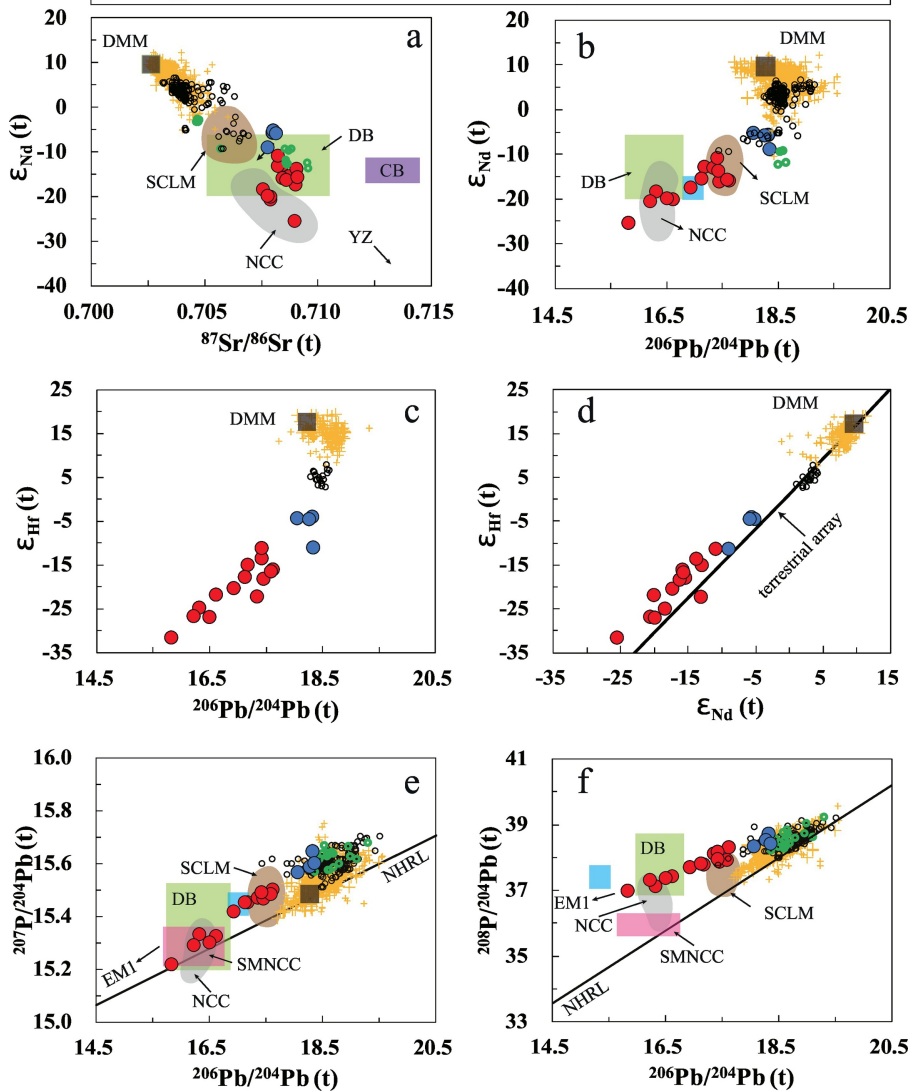 a
20
10
0
-10
-20
-30
-40
εNd (t)
DMM
SCLM
DB
CB
NCC
YZ
0.700
0.705
0.710
0.715
⁸⁷Sr/⁸⁶Sr (t)
b
20
10
0
-10
-20
-30
-40
εNd (t)
DMM
DB
SCLM
NCC
14.5
16.5
18.5
20.5
²⁰⁶Pb/²⁰⁴Pb (t)
c
25
15
5
-5
-15
-25
-35
εHf (t)
DMM
14.5
16.5
18.5
20.5
²⁰⁶Pb/²⁰⁴Pb (t)
d
25
15
5
-5
-15
-25
-35
εHf (t)
DMM
terrestrial array
-35
-25
-15
-5
5
15
εNd (t)
e
16.0
15.8
15.6
15.4
15.2
15.0
²⁰⁷P/²⁰⁴Pb (t)
SCLM
DB
NHRL
EM1
SMNCC
NCC
14.5
16.5
18.5
20.5
²⁰⁶Pb/²⁰⁴Pb (t)
f
41
39
37
35
33
²⁰⁸P/²⁰⁴Pb (t)
DB
EM1
NCC
SCLM
SMNCC
NHRL
14.5
16.5
18.5
20.5
²⁰⁶Pb/²⁰⁴Pb (t)